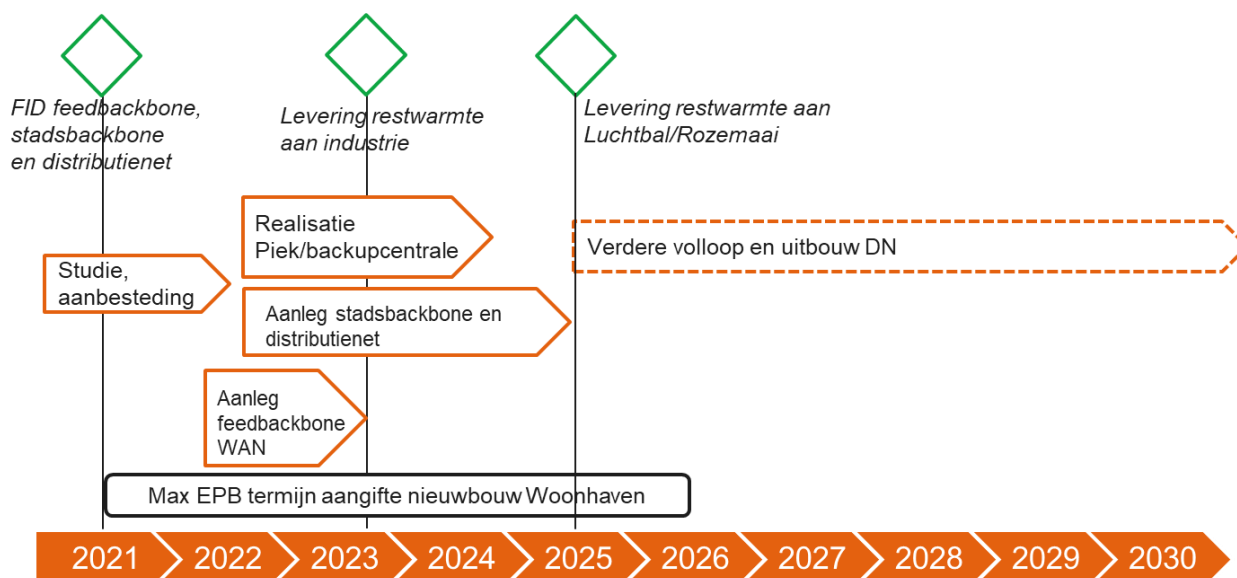 FID feedbackbone,
stadsbackbone
en distributienet
Levering restwarmte
aan industrie
Levering restwarmte aan
Luchtbal/Rozemaai
Realisatie
Piek/backupcentrale
Verdere volloop en uitbouw DN
Studie,
aanbesteding
Aanleg stadsbackbone en
distributienet
Aanleg
feedbackbone
WAN
Max EPB termijn aangifte nieuwbouw Woonhaven
2021 2022 2023 2024 2025 2026 2027 2028 2029 2030